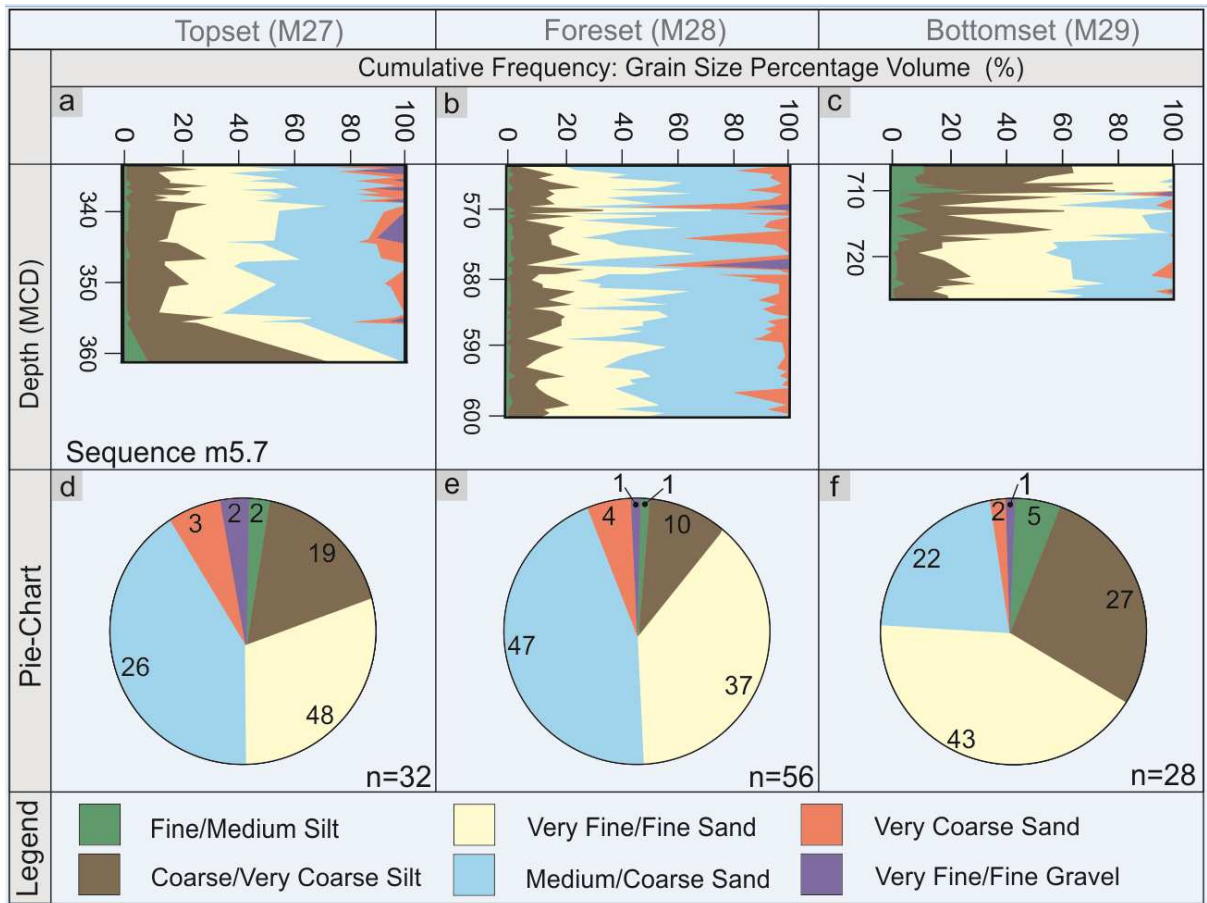 Topset (M27) Foreset (M28) Bottomset (M29)
Cumulative Frequency: Grain Size Percentage Volume (%)
a
0 20 40 60 80 100
b
0 20 40 60 80 100
c
0 20 40 60 80 100
Depth (MCD)
340
350
360
570
580
590
600
710
720
Sequence m5.7
Pie-Chart
d
3 2 2
19
26
48
n=32
e
1 1
4 10
47
37
n=56
f
1
2 5
22
27
43
n=28
Legend
Fine/Medium Silt Very Fine/Fine Sand Very Coarse Sand
Coarse/Very Coarse Silt Medium/Coarse Sand Very Fine/Fine Gravel